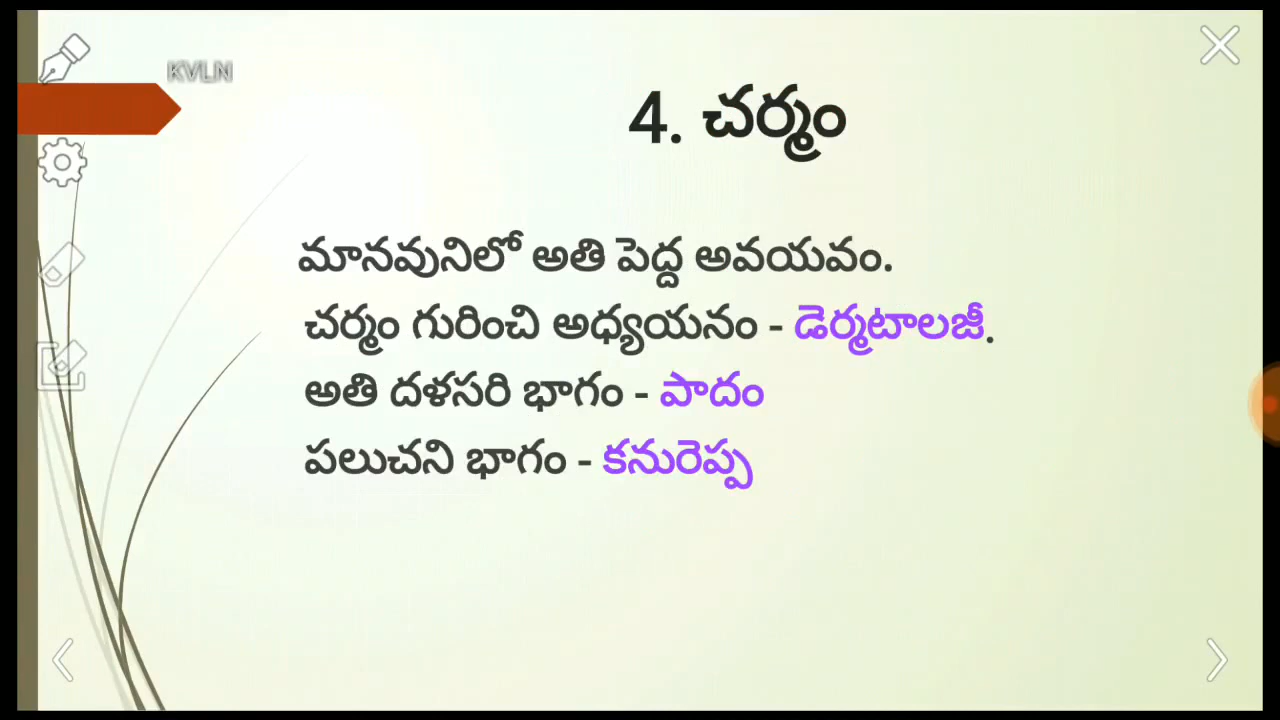 KVLN
4. చర్మం
మానవునిలో అతి పెద్ద అవయవం.
చర్మం గురించి అధ్యయనం - డెర్మటాలజీ.
అతి దళసరి భాగం - పాదం
పలుచని భాగం - కనురెప్ప